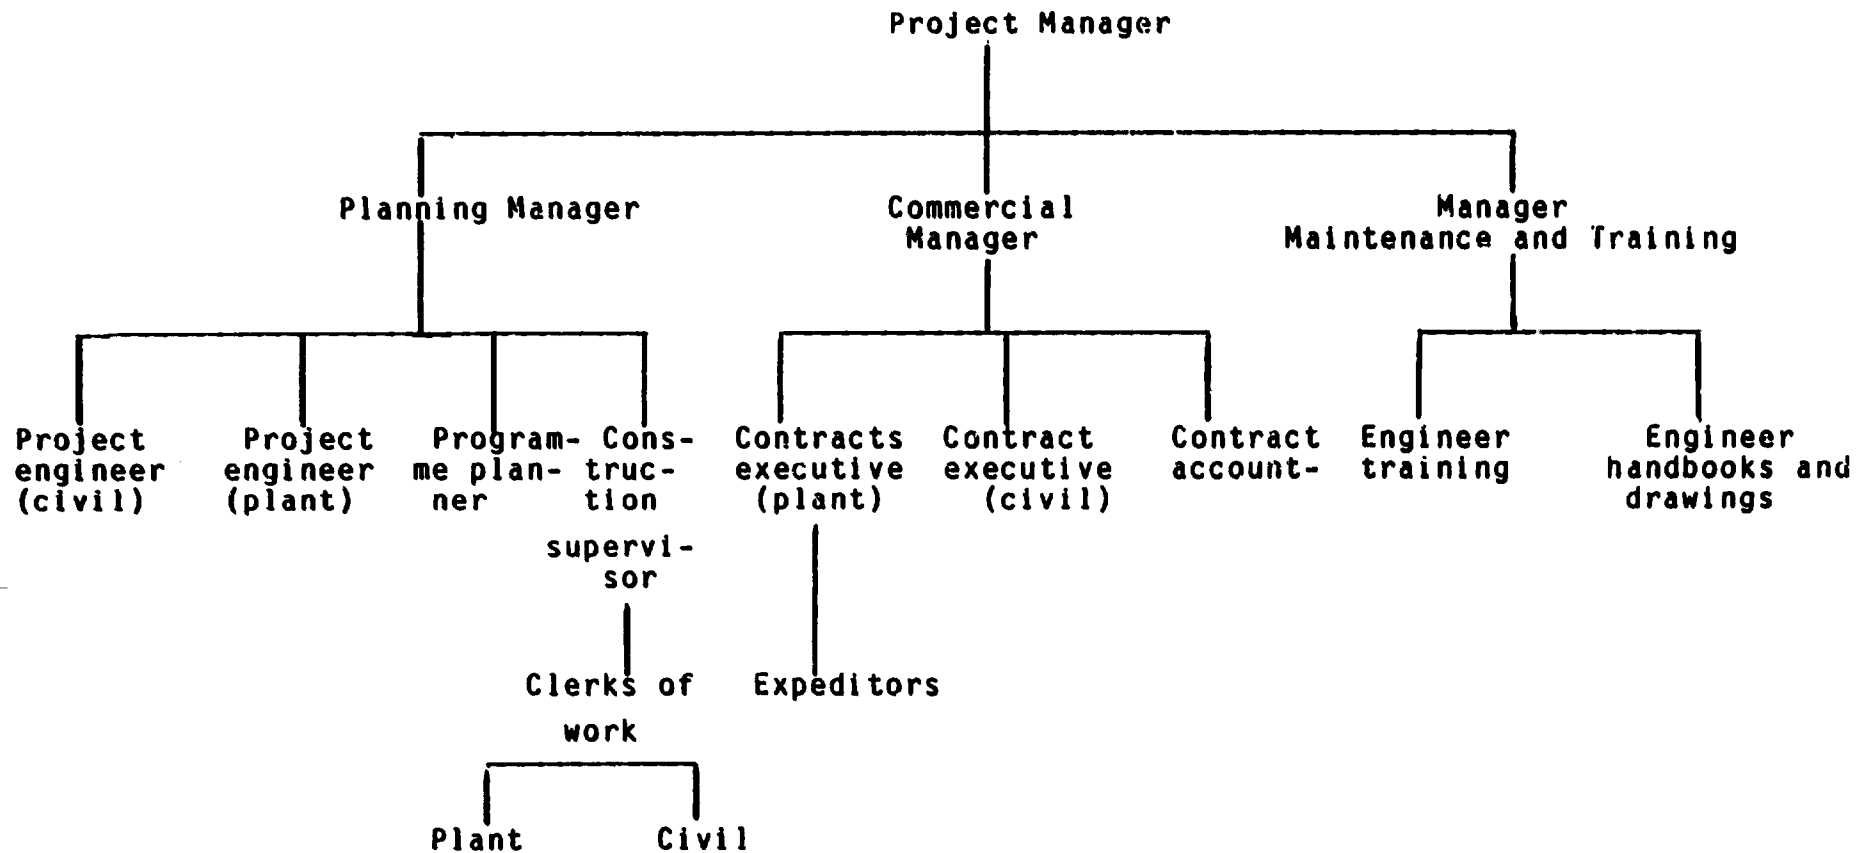 Project Manager
Planning Manager
Commercial
Manager
Manager
Maintenance and Training
Project
engineer
(civil)
Project
engineer
(plant)
Program-
me plan-
ner
Cons-
truc-
tion
supervi-
sor
Contracts
executive
(plant)
Contract
executive
(civil)
Contract
account-
Engineer
training
Engineer
handbooks and
drawings
Clerks of
work
Expeditors
Plant
Civil